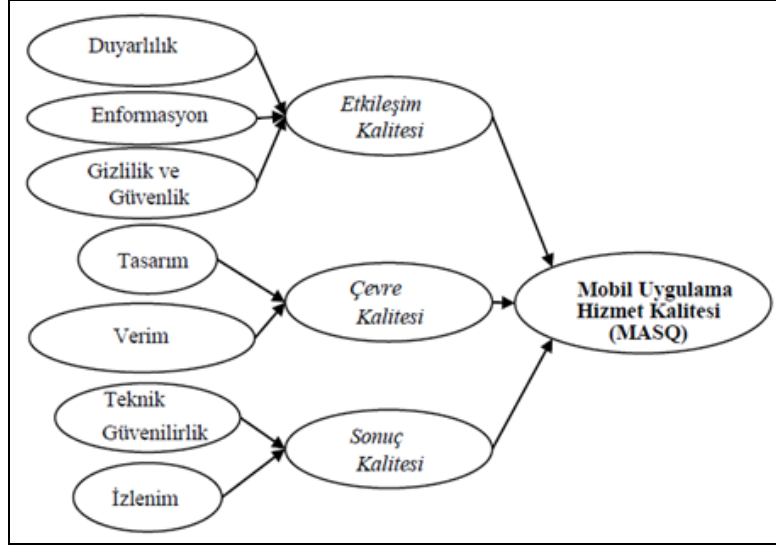 Duyarlılık
Enformasyon
Gizlilik ve
Güvenlik
Tasarım
Verim
Teknik
Güvenilirlik
İzlenim
Etkileşim
Kalitesi
Çevre
Kalitesi
Sonuç
Kalitesi
Mobil Uygulama
Hizmet Kalitesi
(MASQ)